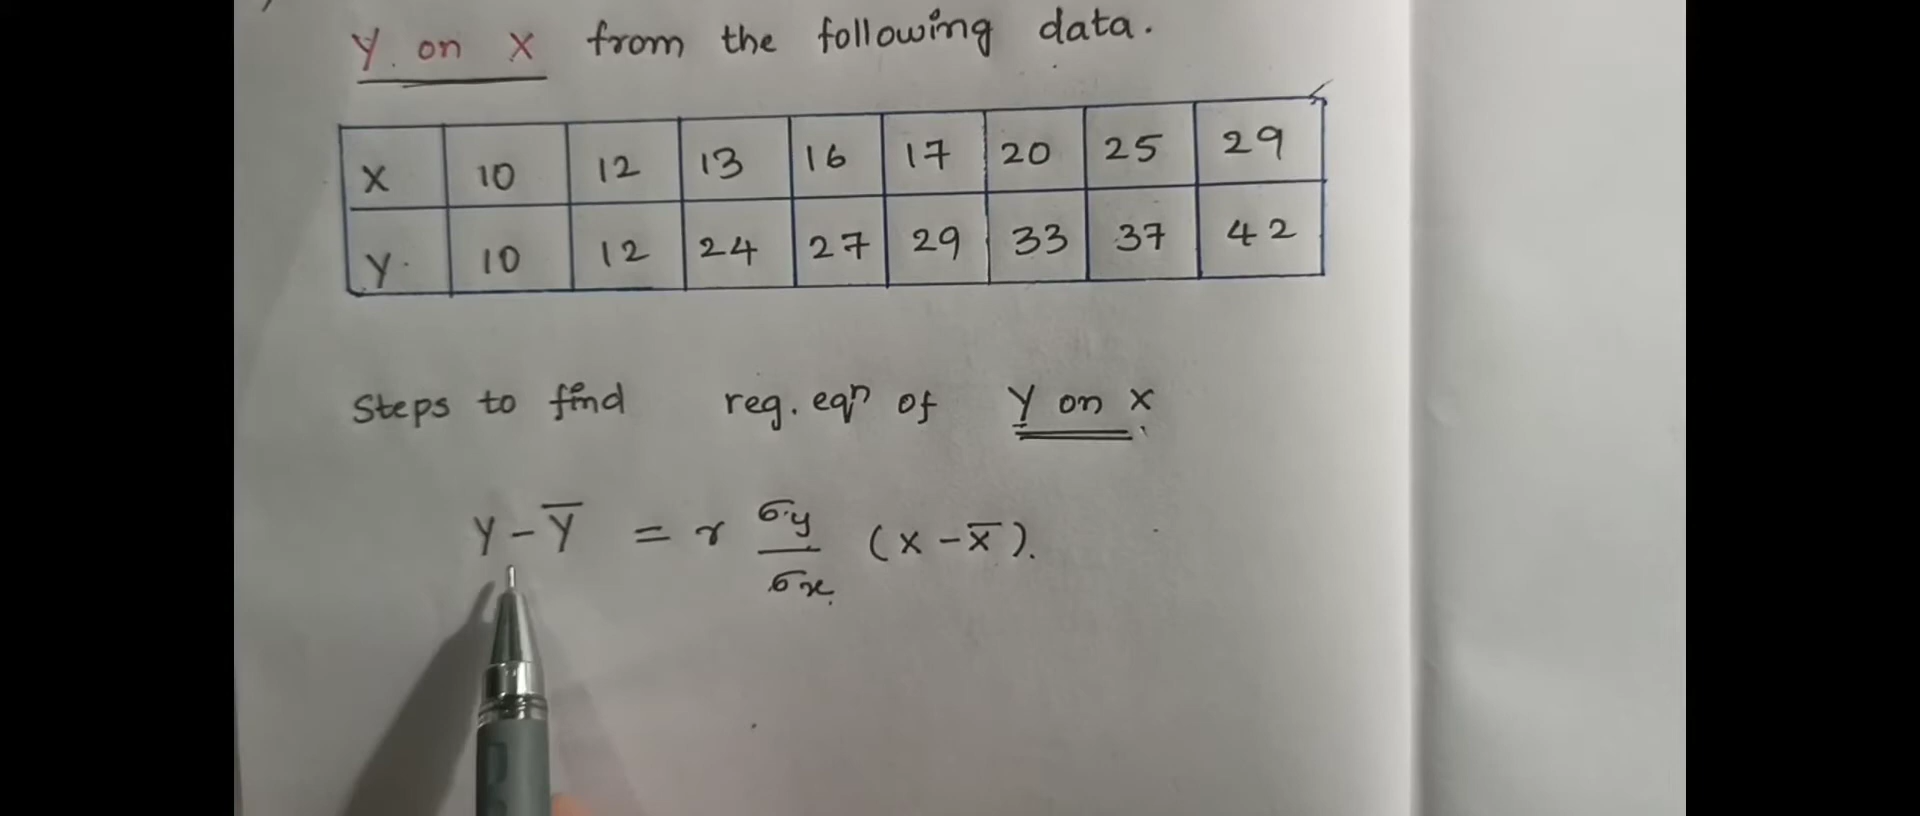 Y on X from the following data.
X 10 12 13 16 17 20 25 29
Y 10 12 24 27 29 33 37 42
Steps to find reg. eqⁿ of Y on X
Y - Y̅ = r σy/σx (X - X̅).